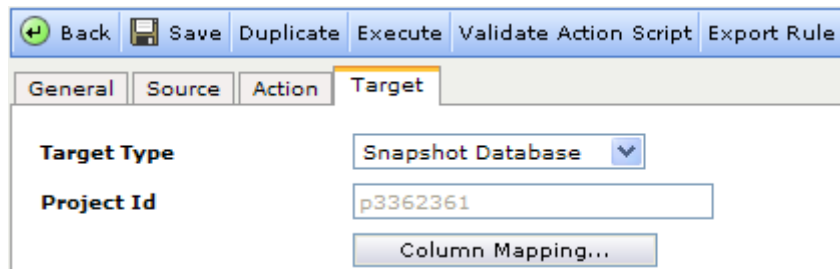 Back Save Duplicate Execute Validate Action Script Export Rule
General Source Action Target
Target Type Snapshot Database
Project Id p3362361
Column Mapping...